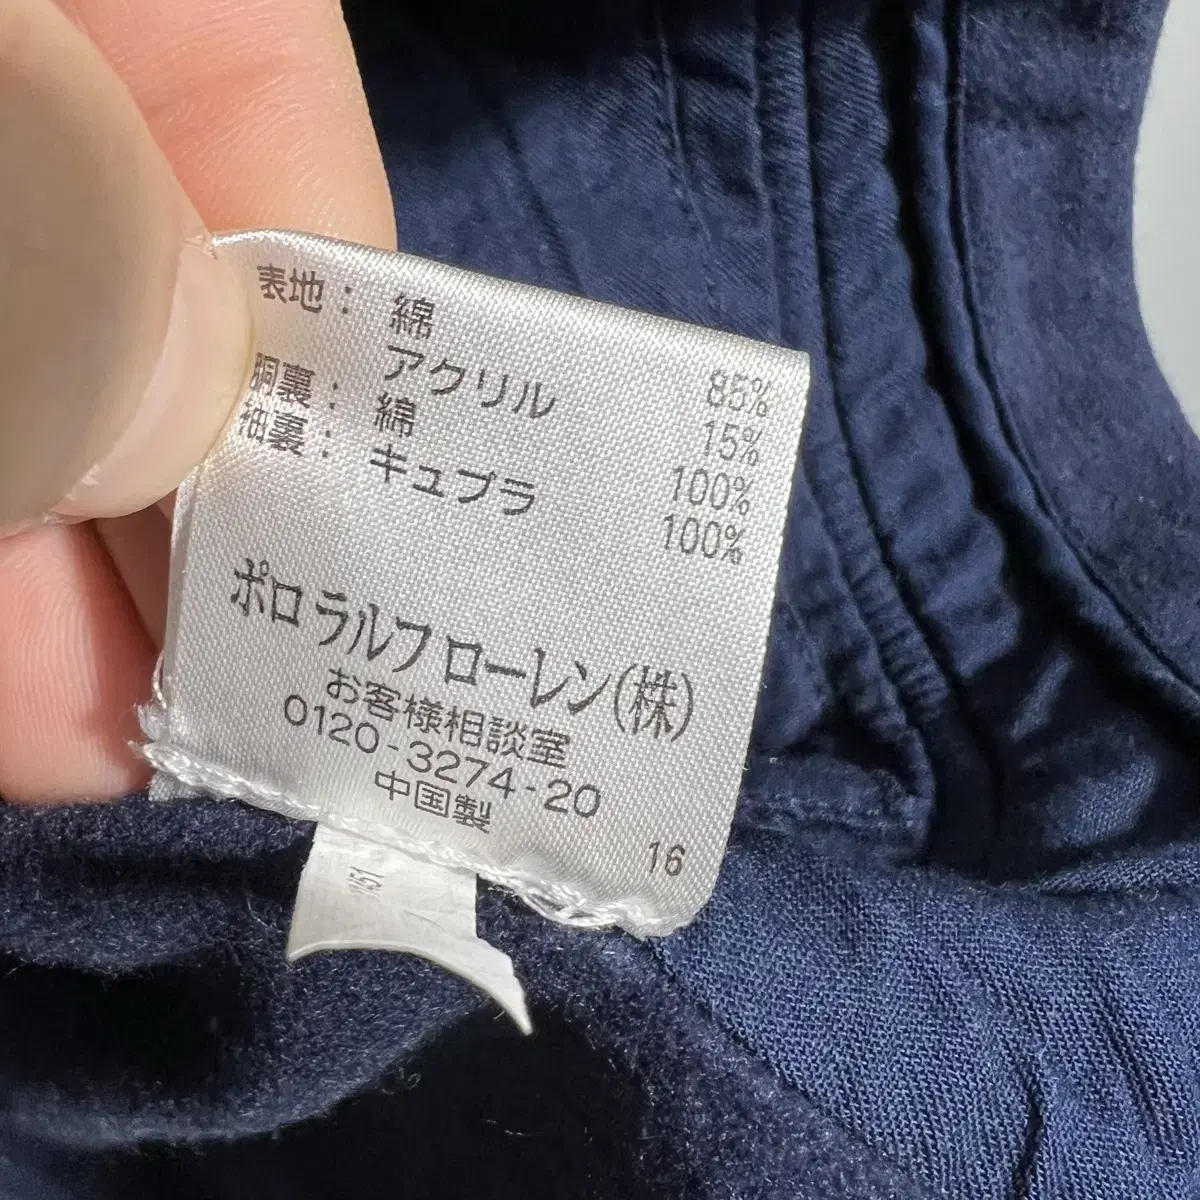 表地： 綿 85%
アクリル 15%
胴裏： 綿 100%
袖裏： キュプラ 100%
ポロ ラルフ ローレン(株)
お客様相談室
0120-3274-20
中国製
16